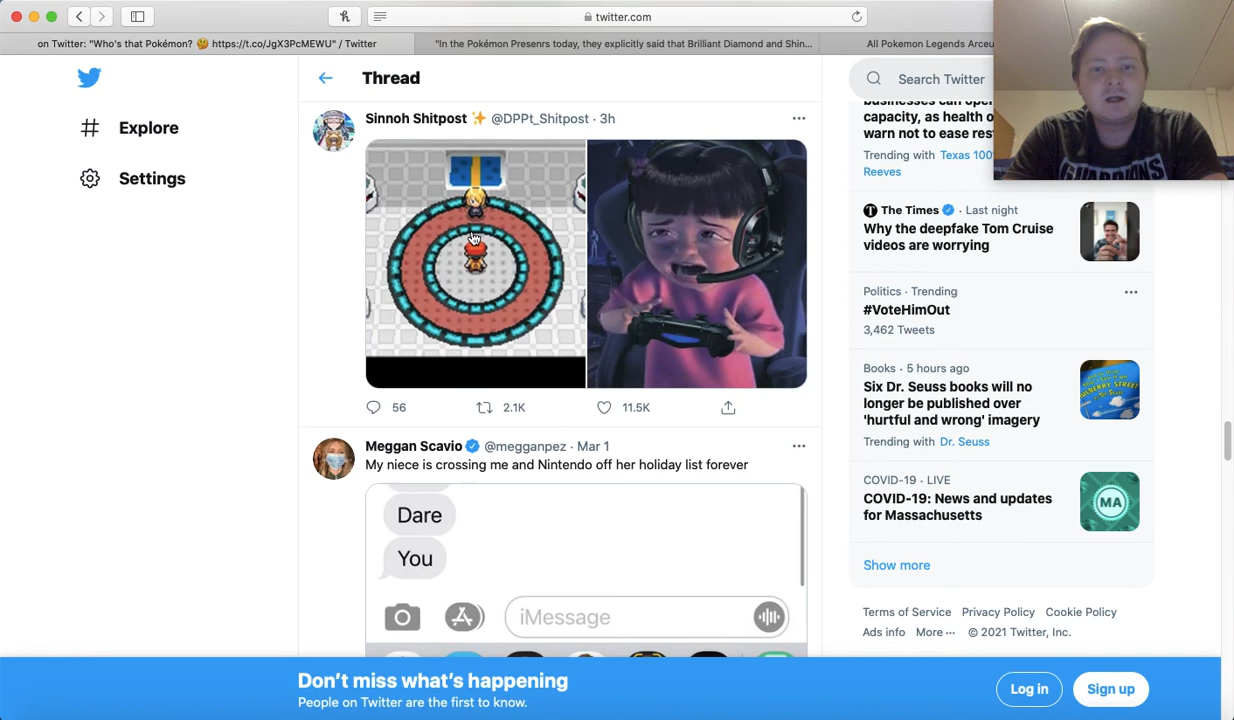 twitter.com
on Twitter: "Who's that Pokémon? 🤔 https://t.co/JgX3PcMEWU" / Twitter
"In the Pokémon Presenrs today, they explicitly said that Brilliant Diamond and Shin...
All Pokemon Legends Arceu
Explore
Settings
Thread
Sinnoh Shitpost ✨ @DPPt_Shitpost · 3h
56
2.1K
11.5K
Meggan Scavio @megganpez · Mar 1
My niece is crossing me and Nintendo off her holiday list forever
Dare
You
iMessage
Search Twitter
businesses can open
capacity, as health o
warn not to ease rest
Trending with Texas 100
Reeves
The Times · Last night
Why the deepfake Tom Cruise
videos are worrying
Politics · Trending
#VoteHimOut
3,462 Tweets
Books · 5 hours ago
Six Dr. Seuss books will no
longer be published over
'hurtful and wrong' imagery
Trending with Dr. Seuss
COVID-19 · LIVE
COVID-19: News and updates
for Massachusetts
MA
Show more
Terms of Service Privacy Policy Cookie Policy
Ads info More ··· © 2021 Twitter, Inc.
Don't miss what's happening
People on Twitter are the first to know.
Log in
Sign up